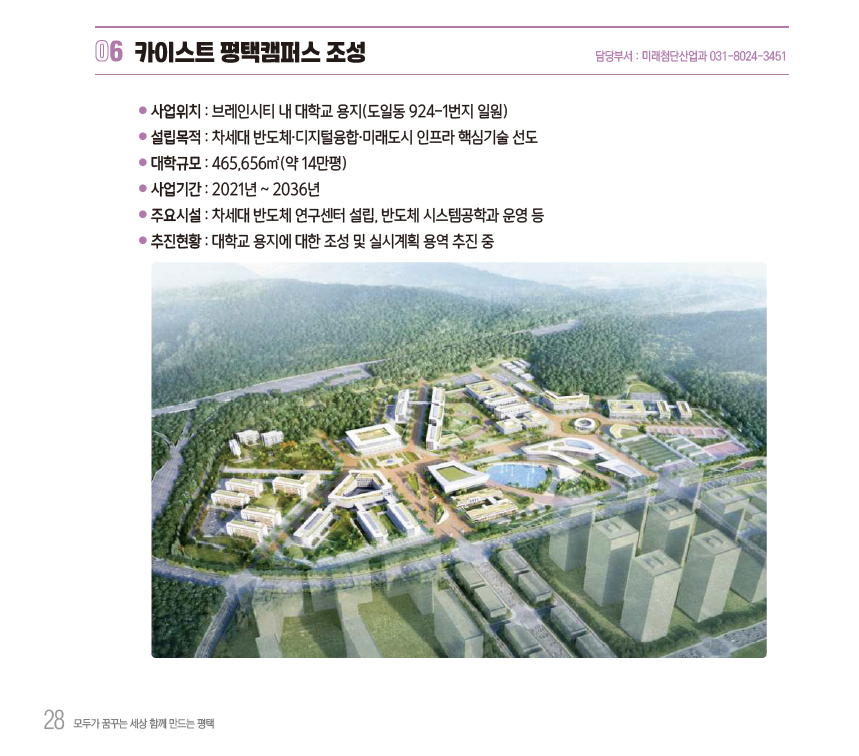 06 카이스트 평택캠퍼스 조성
담당부서 : 미래첨단산업과 031-8024-3451
● 사업위치 : 브레인시티 내 대학교 용지(도일동 924-1번지 일원)
● 설립목적 : 차세대 반도체·디지털융합·미래도시 인프라 핵심기술 선도
● 대학규모 : 465,656㎡(약 14만평)
● 사업기간 : 2021년 ~ 2036년
● 주요시설 : 차세대 반도체 연구센터 설립, 반도체 시스템공학과 운영 등
● 추진현황 : 대학교 용지에 대한 조성 및 실시계획 용역 추진 중
28 모두가 꿈꾸는 세상 함께 만드는 평택